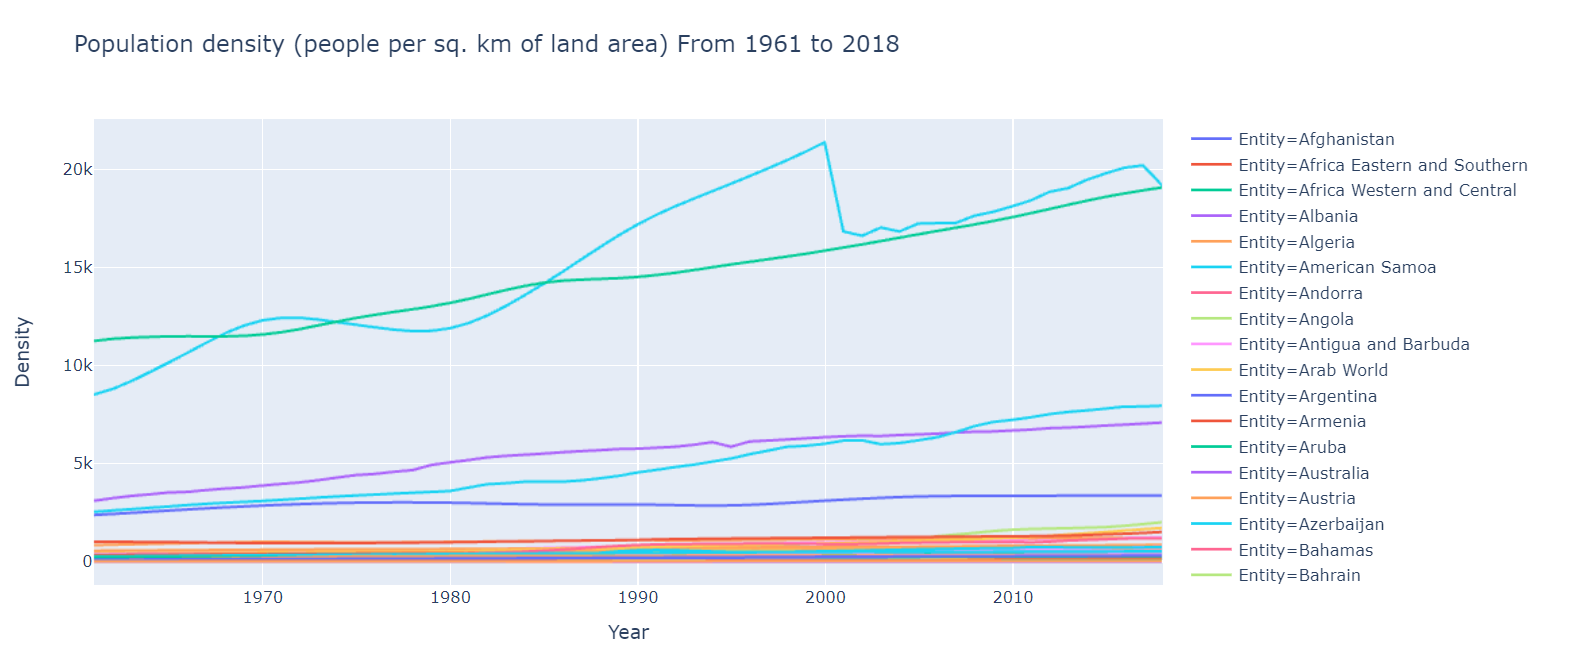 Population density (people per sq. km of land area) From 1961 to 2018
20k
15k
10k
5k
0
Density
1970
1980
1990
2000
2010
Year
Entity=Afghanistan
Entity=Africa Eastern and Southern
Entity=Africa Western and Central
Entity=Albania
Entity=Algeria
Entity=American Samoa
Entity=Andorra
Entity=Angola
Entity=Antigua and Barbuda
Entity=Arab World
Entity=Argentina
Entity=Armenia
Entity=Aruba
Entity=Australia
Entity=Austria
Entity=Azerbaijan
Entity=Bahamas
Entity=Bahrain